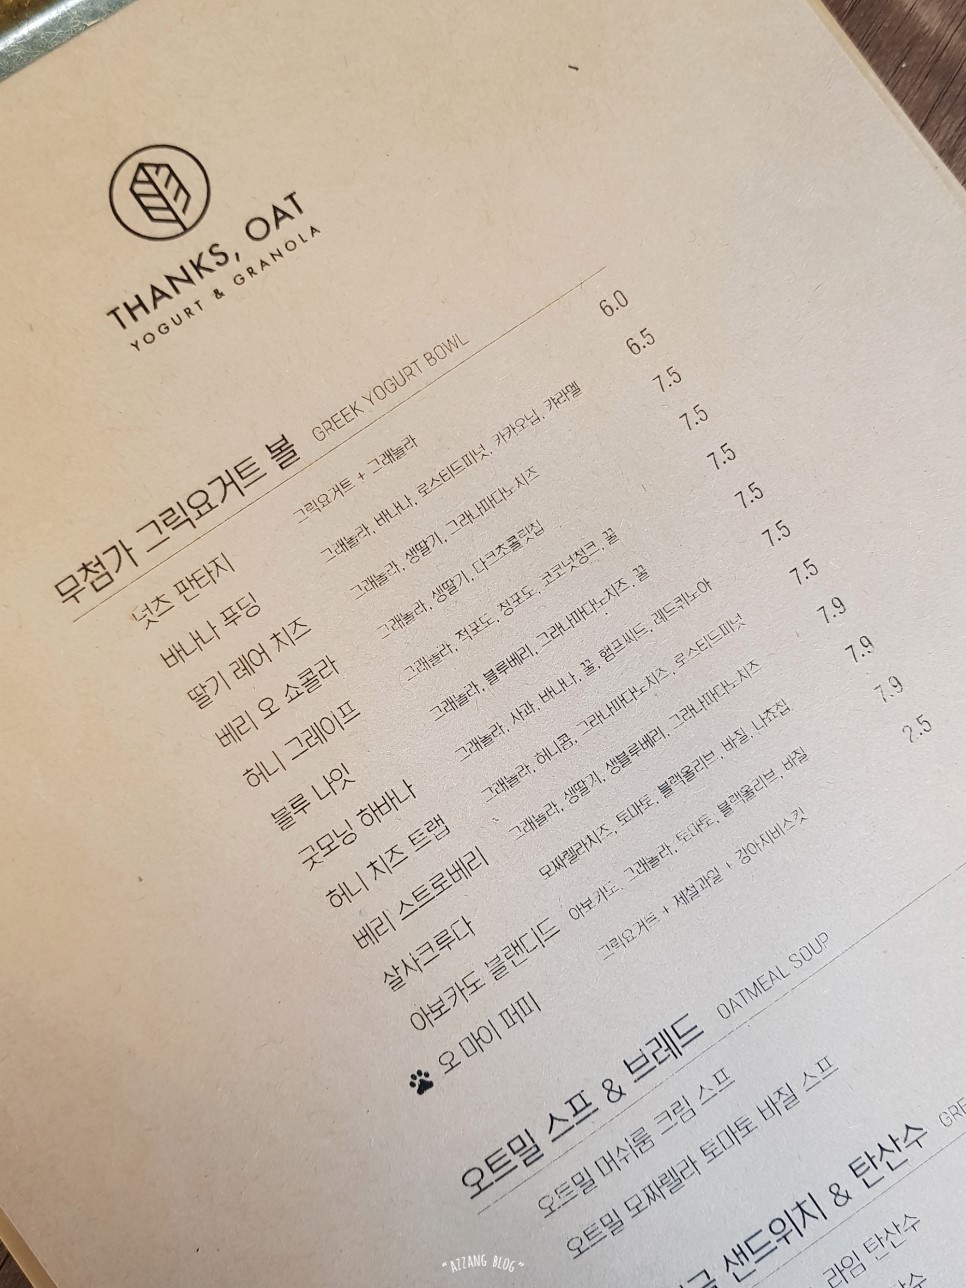 THANKS, OAT
YOGURT & GRANOLA
무첨가 그릭요거트 볼 GREEK YOGURT BOWL
넛츠 판타지 그릭요거트 + 그래놀라 6.0
바나나 푸딩 그래놀라, 바나나, 로스티드피넛, 카카오닙, 캬라멜 6.5
딸기 레어 치즈 그래놀라, 생딸기, 그라나파다노치즈 7.5
베리 오 쇼콜라 그래놀라, 생딸기, 다크초콜릿칩 7.5
허니 그레이프 그래놀라, 적포도, 청포도, 코코넛청크, 꿀 7.5
블루 나잇 그래놀라, 블루베리, 그라나파다노치즈, 꿀 7.5
굿모닝 하바나 그래놀라, 사과, 바나나, 꿀, 햄프씨드, 레드퀴노아 7.5
허니 치즈 트랩 그래놀라, 허니콤, 그라나파다노치즈, 로스티드피넛 7.5
베리 스트로베리 그래놀라, 생딸기, 생블루베리, 그라나파다노치즈 7.9
살사크루다 모짜렐라치즈, 토마토, 블랙올리브, 바질, 나쵸칩 7.9
아보카도 블랜디드 아보카도, 그래놀라, 토마토, 블랙올리브, 바질 7.9
오 마이 퍼피 그릭요거트 + 제철과일 + 강아지비스킷 2.5
오트밀 스프 & 브레드 OATMEAL SOUP
오트밀 머쉬룸 크림 스프
오트밀 모짜렐라 토마토 바질 스프
샌드위치 & 탄산수 GRE
라임 탄산수
"AZZANG BLOG"